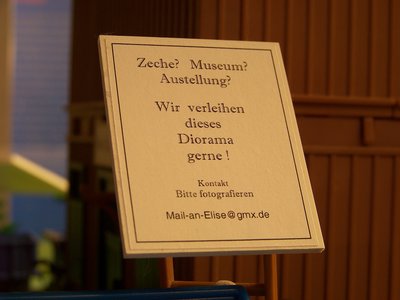 Zeche? Museum?
Austellung?
Wir verleihen
dieses
Diorama
gerne !
Kontakt
Bitte fotografieren
Mail-an-Elise@gmx.de